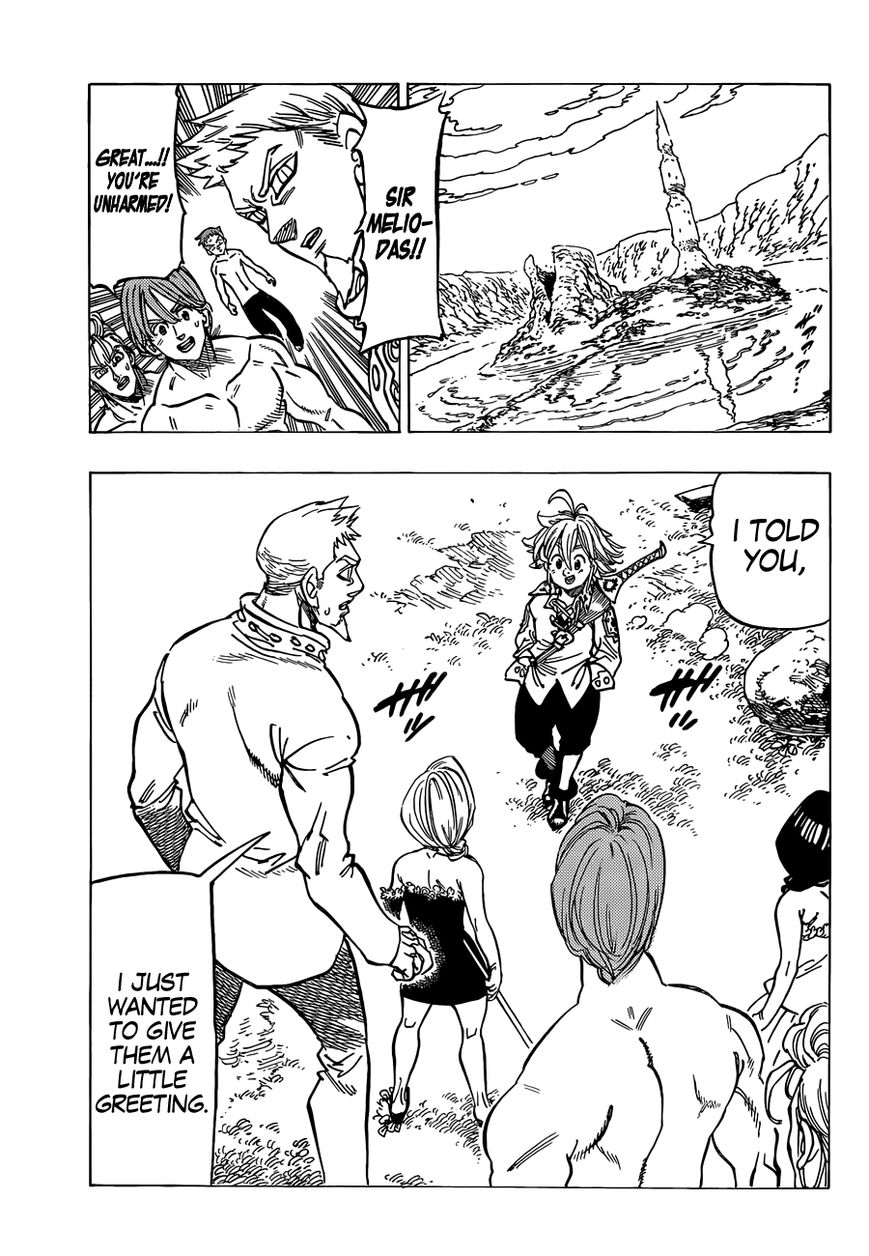 SIR
MELIO-
DAS!!
GREAT...!!
YOU'RE
UNHARMED!
I TOLD
YOU,
I JUST
WANTED
TO GIVE
THEM A
LITTLE
GREETING.